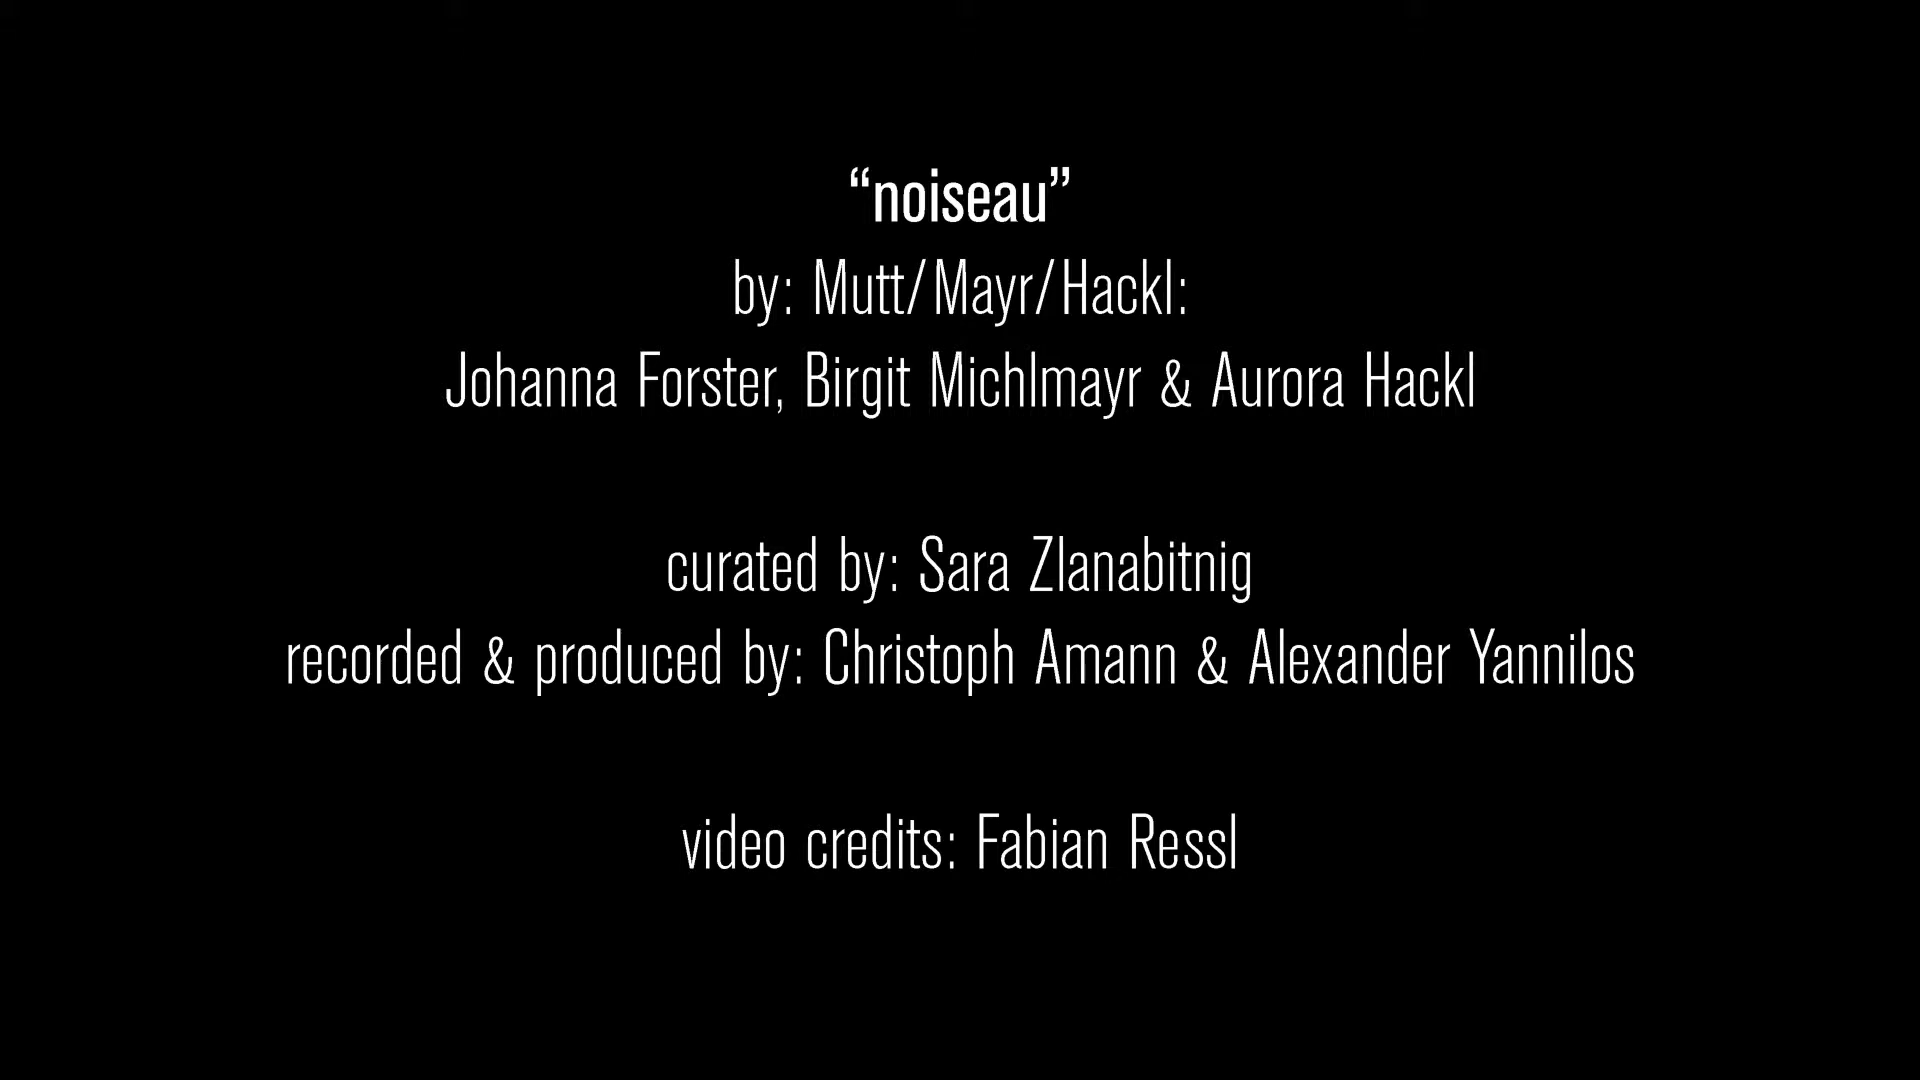 “noiseau”
by: Mutt/Mayr/Hackl:
Johanna Forster, Birgit Michlmayr & Aurora Hackl
curated by: Sara Zlanabitnig
recorded & produced by: Christoph Amann & Alexander Yannilos
video credits: Fabian Ressl